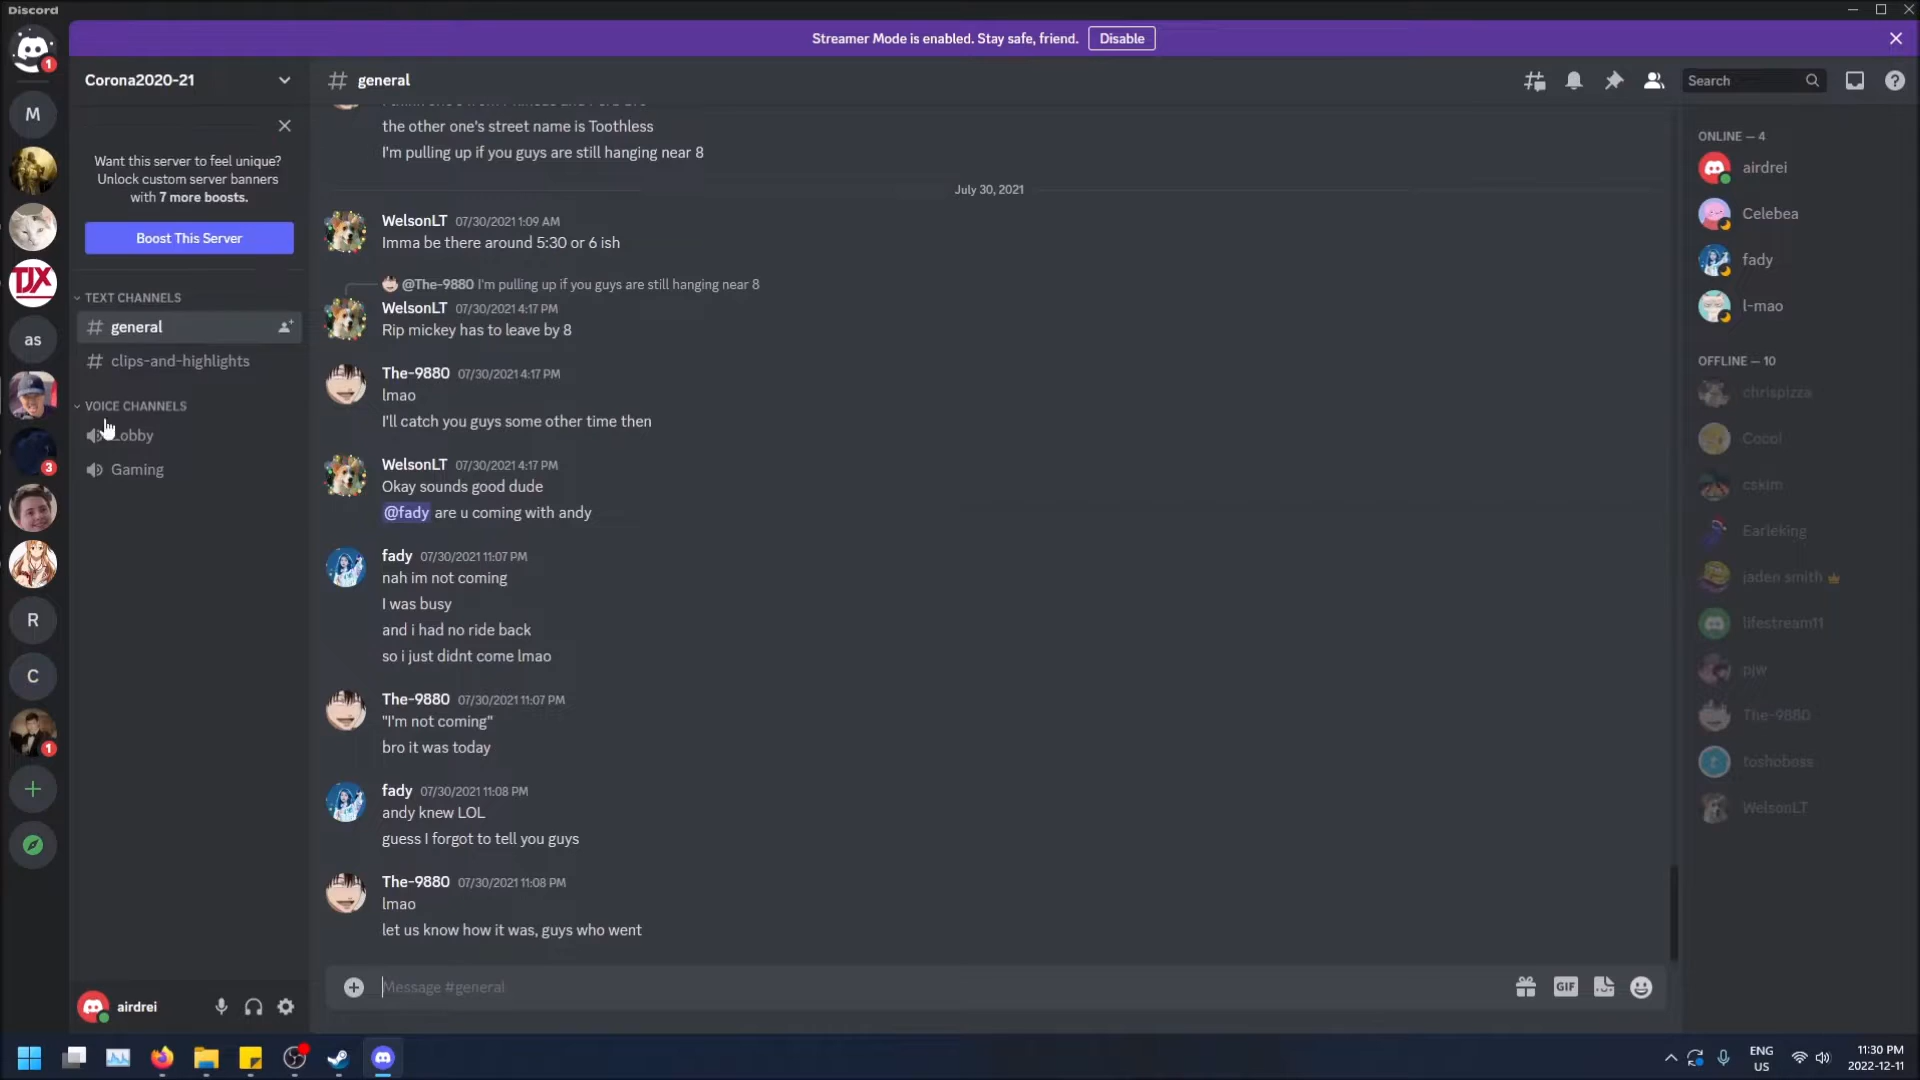 Discord
Streamer Mode is enabled. Stay safe, friend.
Disable
1
M
TJX
as
3
R
C
1
Corona2020-21
Want this server to feel unique?
Unlock custom server banners
with 7 more boosts.
Boost This Server
TEXT CHANNELS
general
clips-and-highlights
VOICE CHANNELS
Lobby
Gaming
airdrei
# general
Search
the other one's street name is Toothless
I'm pulling up if you guys are still hanging near 8
July 30, 2021
WelsonLT 07/30/2021 1:09 AM
Imma be there around 5:30 or 6 ish
@The-9880 I'm pulling up if you guys are still hanging near 8
WelsonLT 07/30/2021 4:17 PM
Rip mickey has to leave by 8
The-9880 07/30/2021 4:17 PM
lmao
I'll catch you guys some other time then
WelsonLT 07/30/2021 4:17 PM
Okay sounds good dude
@fady are u coming with andy
fady 07/30/2021 11:07 PM
nah im not coming
I was busy
and i had no ride back
so i just didnt come lmao
The-9880 07/30/2021 11:07 PM
"I'm not coming"
bro it was today
fady 07/30/2021 11:08 PM
andy knew LOL
guess I forgot to tell you guys
The-9880 07/30/2021 11:08 PM
lmao
let us know how it was, guys who went
Message #general
GIF
ONLINE — 4
airdrei
Celebea
fady
l-mao
OFFLINE — 10
chrispizza
Cocol
cskim
Earleking
jaden smith
lifestream11
pjw
The-9880
toshoboss
WelsonLT
ENG
US
11:30 PM
2022-12-11